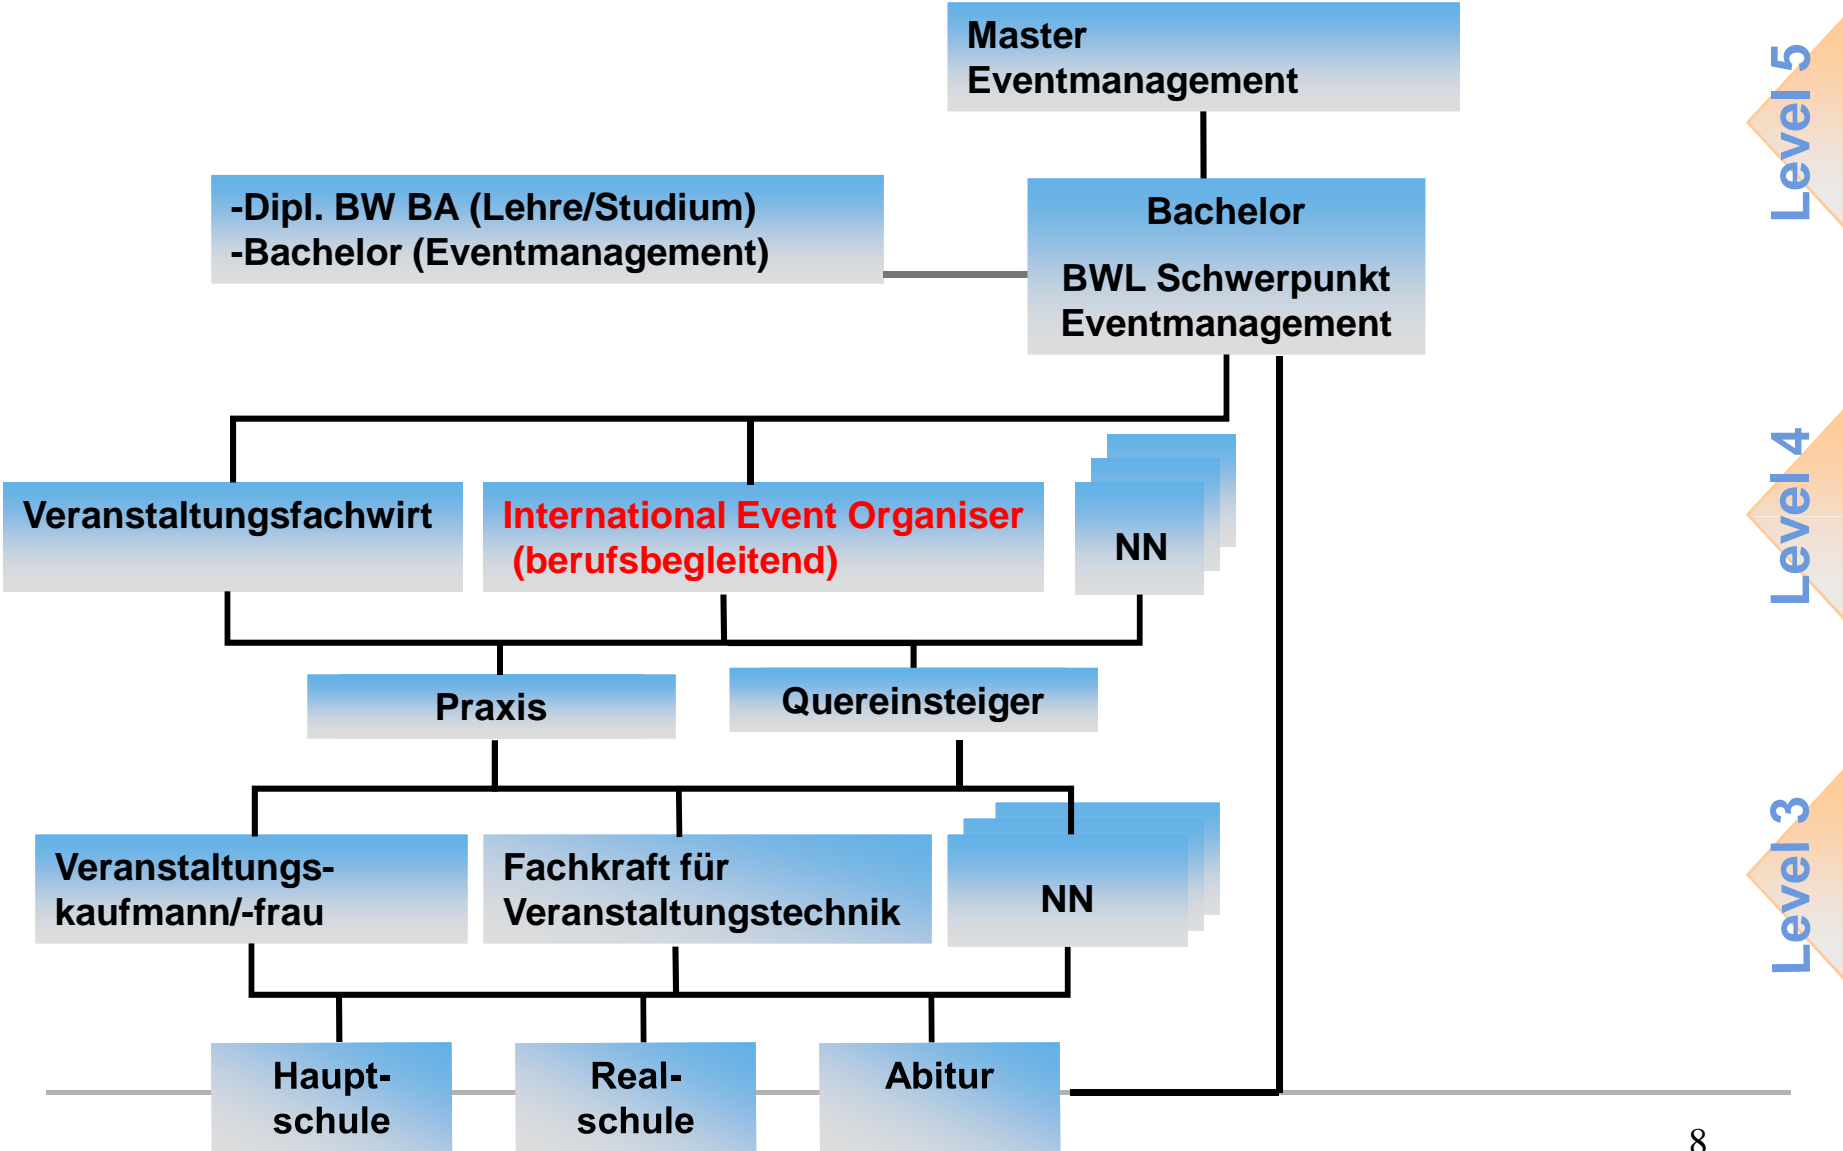 Master
Eventmanagement
Level 5
-Dipl. BW BA (Lehre/Studium)
-Bachelor (Eventmanagement)
Bachelor
BWL Schwerpunkt
Eventmanagement
Level 4
Veranstaltungsfachwirt
International Event Organiser
(berufsbegleitend)
NN
Praxis
Quereinsteiger
Level 3
Veranstaltungs-
kaufmann/-frau
Fachkraft für
Veranstaltungstechnik
NN
Haupt-
schule
Real-
schule
Abitur
8